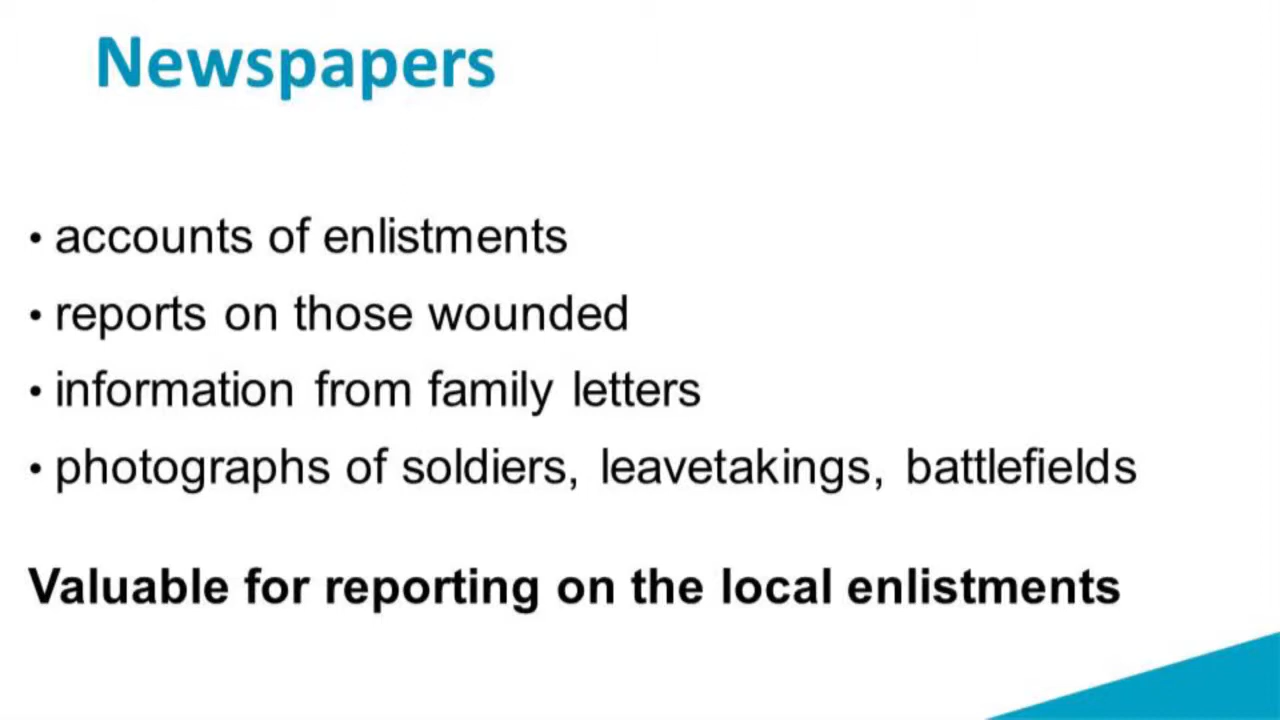 Newspapers
• accounts of enlistments
• reports on those wounded
• information from family letters
• photographs of soldiers, leavetakings, battlefields
Valuable for reporting on the local enlistments